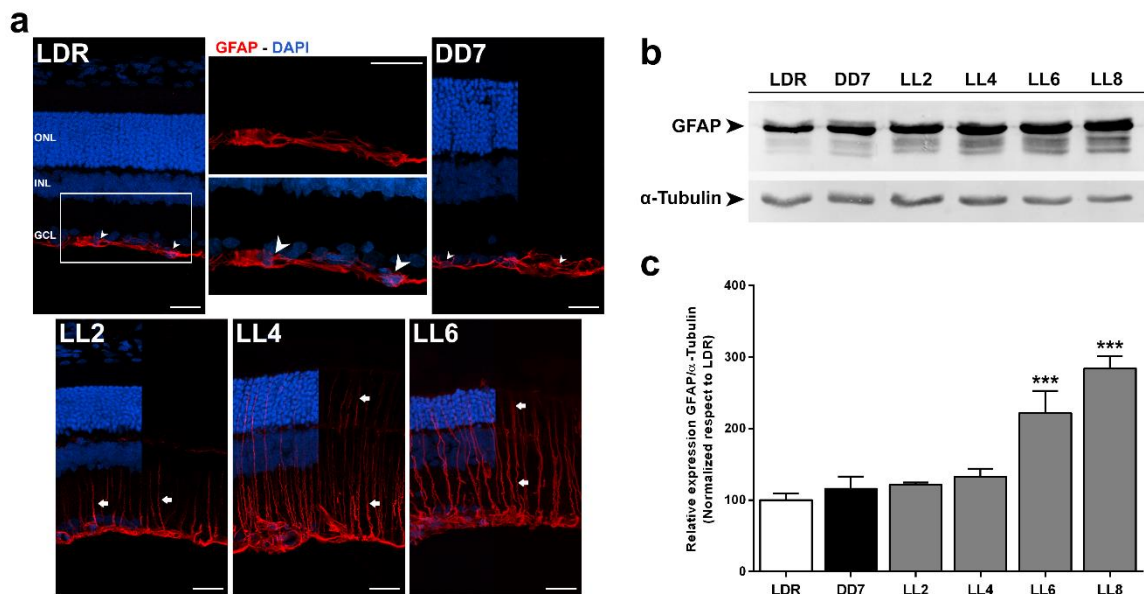 a
LDR
ONL
INL
GCL
GFAP - DAPI
DD7
LL2
LL4
LL6
b
LDR DD7 LL2 LL4 LL6 LL8
GFAP
α-Tubulin
c
Relative expression GFAP/α-Tubulin
(Normalized respect to LDR)
400
300
200
100
0
***
***
LDR DD7 LL2 LL4 LL6 LL8